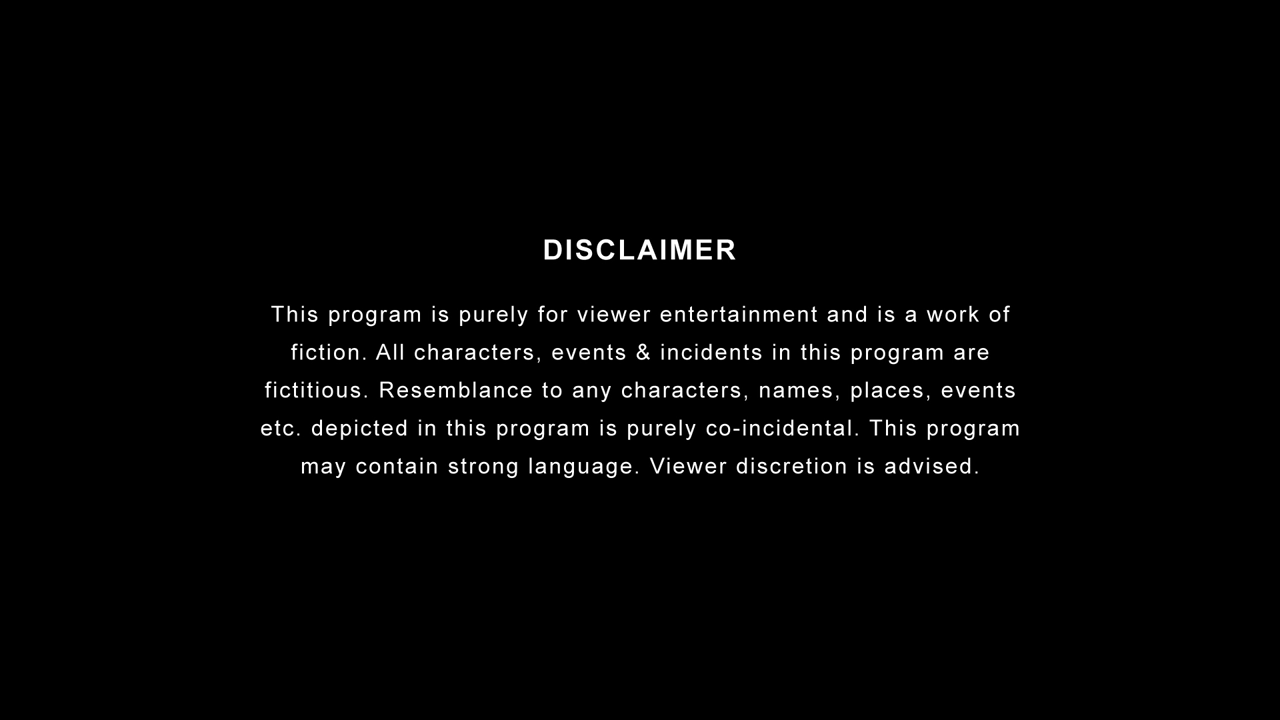 DISCLAIMER
This program is purely for viewer entertainment and is a work of
fiction. All characters, events & incidents in this program are
fictitious. Resemblance to any characters, names, places, events
etc. depicted in this program is purely co-incidental. This program
may contain strong language. Viewer discretion is advised.